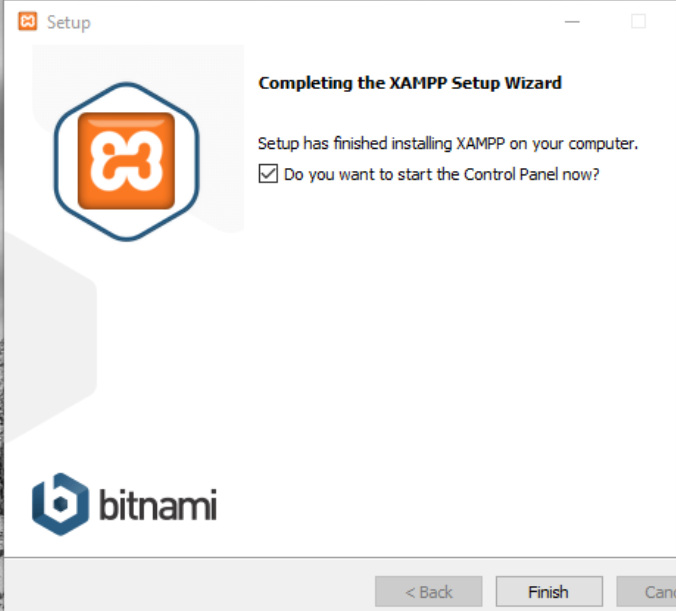 Setup
Completing the XAMPP Setup Wizard
Setup has finished installing XAMPP on your computer.
Do you want to start the Control Panel now?
bitnami
< Back
Finish